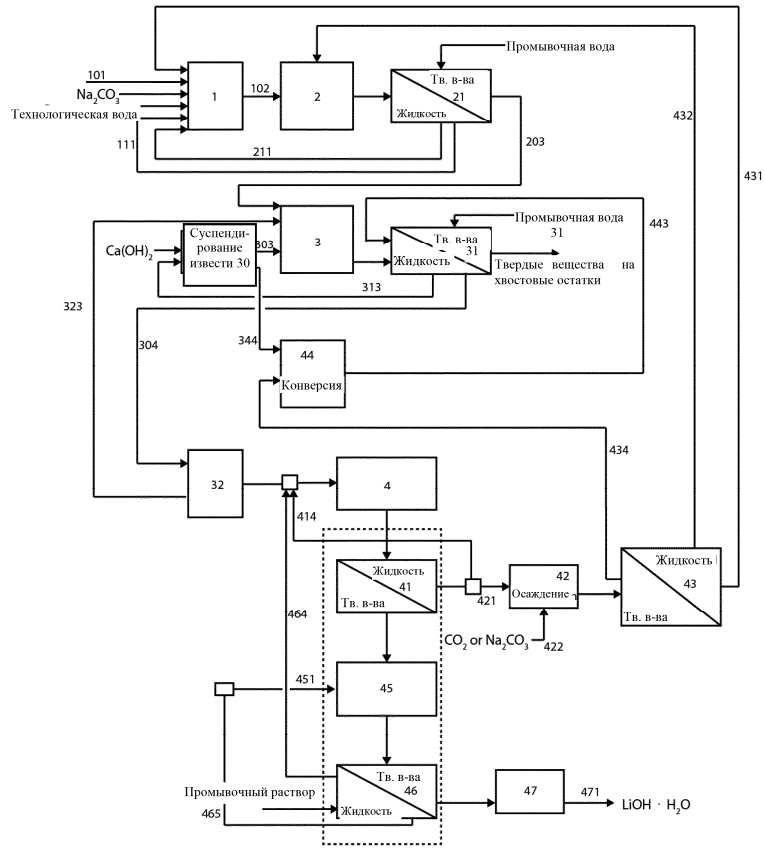 Промывочная вода
432
101
Na₂CO₃
Технологическая вода
111
1
102
2
Тв. в-ва
21
Жидкость
211
203
431
Суспенди-
рование
извести 30
Ca(OH)₂
303
3
Промывочная вода
31
443
Тв. в-ва
31
Жидкость
Твердые вещества на
хвостовые остатки
313
323
304
344
44
Конверсия
434
32
4
414
Жидкость
41
Тв. в-ва
421
42
Осаждение
CO₂ or Na₂CO₃
422
Жидкость
43
Тв. в-ва
464
451
45
Промывочный раствор
465
Тв. в-ва
46
Жидкость
47
471
LiOH · H₂O